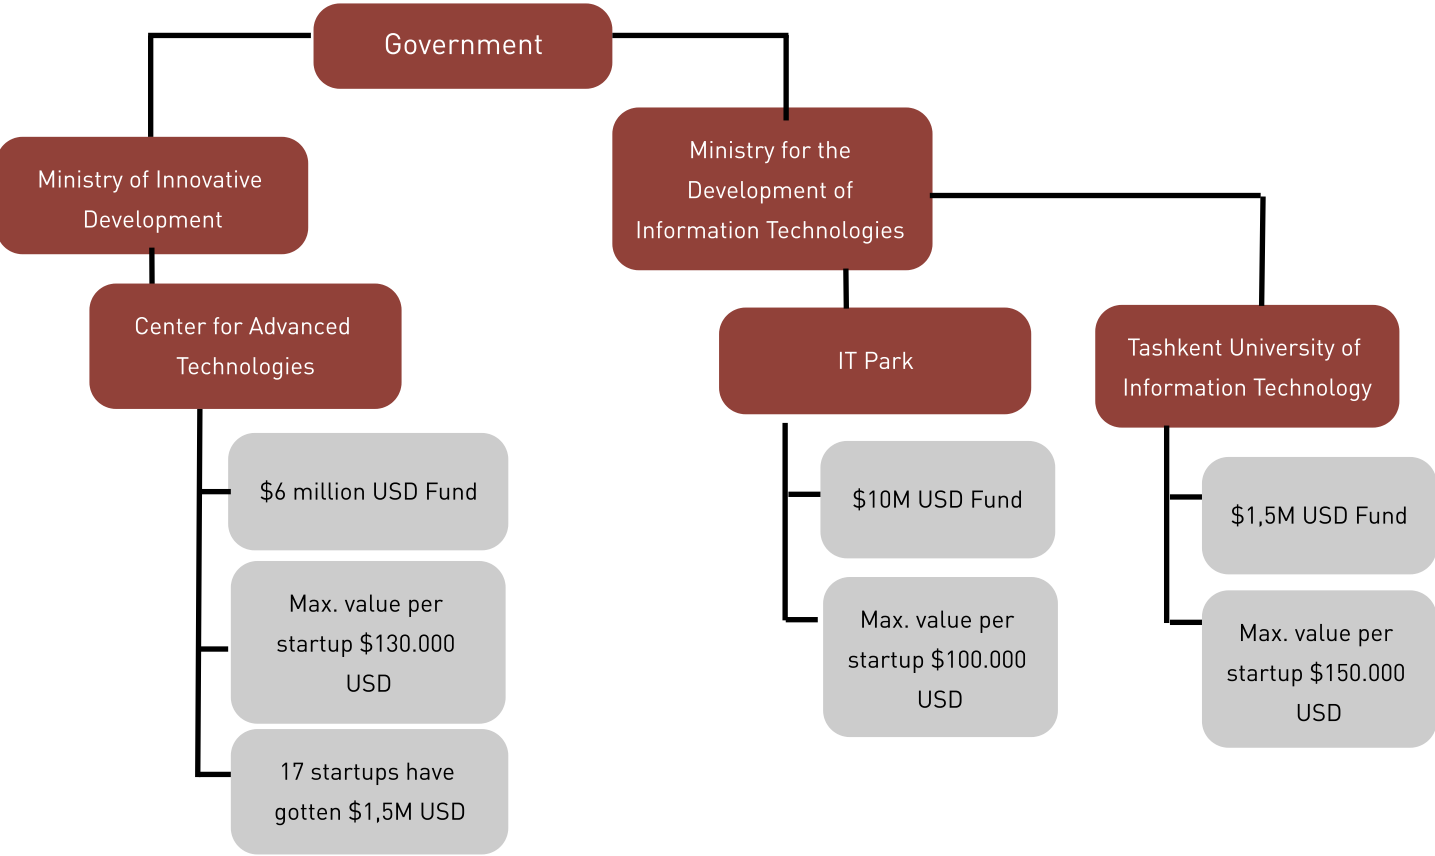 Government
Ministry of Innovative
Development
Ministry for the
Development of
Information Technologies
Center for Advanced
Technologies
IT Park
Tashkent University of
Information Technology
$6 million USD Fund
Max. value per
startup $130.000
USD
17 startups have
gotten $1,5M USD
$10M USD Fund
Max. value per
startup $100.000
USD
$1,5M USD Fund
Max. value per
startup $150.000
USD